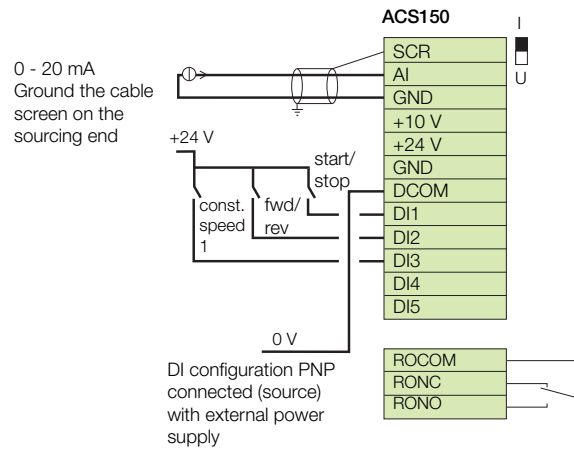 ACS150
I
SCR
0 - 20 mA
AI
U
Ground the cable
GND
screen on the
sourcing end
+10 V
+24 V
+24 V
GND
start/
stop
DCOM
DI1
const.
speed
1
fwd/
rev
DI2
DI3
DI4
DI5
0 V
DI configuration PNP
connected (source)
with external power
supply
ROCOM
RONC
RONO